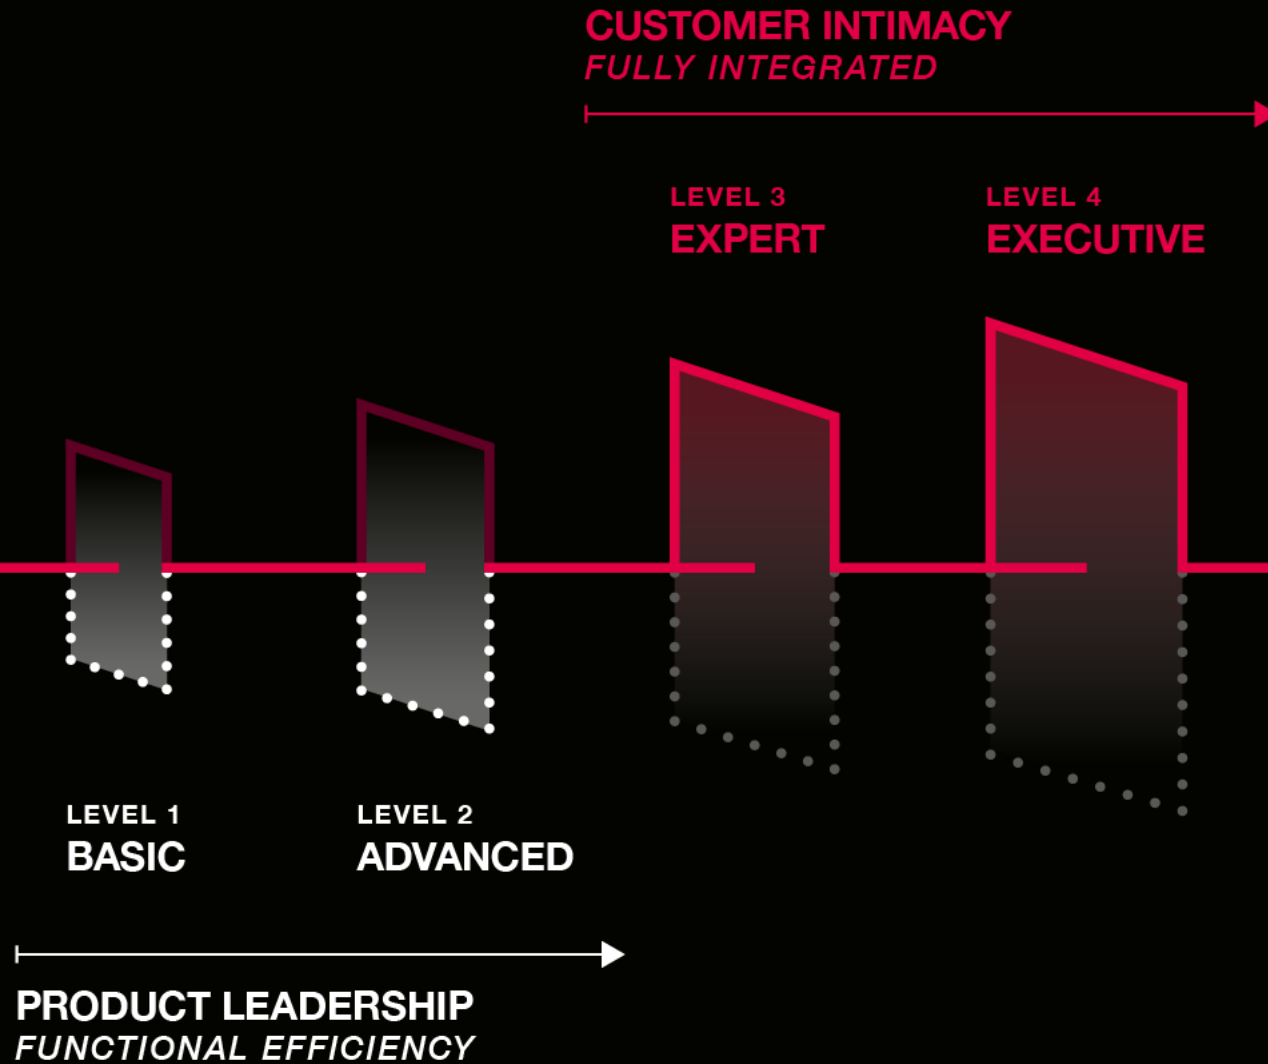 CUSTOMER INTIMACY
FULLY INTEGRATED
LEVEL 3
EXPERT
LEVEL 4
EXECUTIVE
LEVEL 1
BASIC
LEVEL 2
ADVANCED
PRODUCT LEADERSHIP
FUNCTIONAL EFFICIENCY